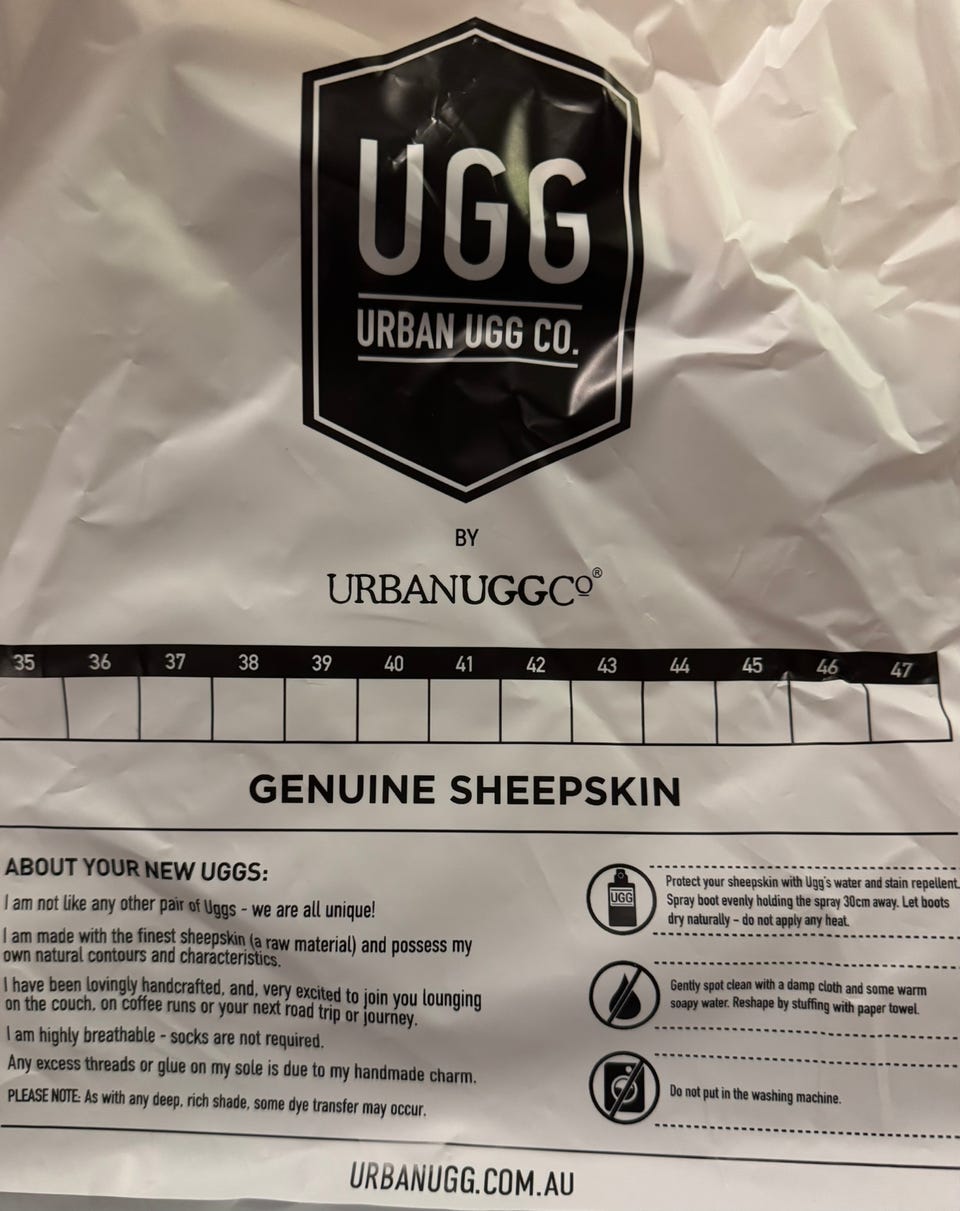 UGG
URBAN UGG CO.
BY
URBANUGGCO®
35 36 37 38 39 40 41 42 43 44 45 46 47
GENUINE SHEEPSKIN
ABOUT YOUR NEW UGGS:
I am not like any other pair of Uggs - we are all unique!
I am made with the finest sheepskin (a raw material) and possess my
own natural contours and characteristics.
I have been lovingly handcrafted, and, very excited to join you lounging
on the couch, on coffee runs or your next road trip or journey.
I am highly breathable - socks are not required.
Any excess threads or glue on my sole is due to my handmade charm.
PLEASE NOTE: As with any deep, rich shade, some dye transfer may occur.
UGG
Protect your sheepskin with Ugg's water and stain repellent.
Spray boot evenly holding the spray 30cm away. Let boots
dry naturally – do not apply any heat.
Gently spot clean with a damp cloth and some warm
soapy water. Reshape by stuffing with paper towel.
Do not put in the washing machine.
URBANUGG.COM.AU